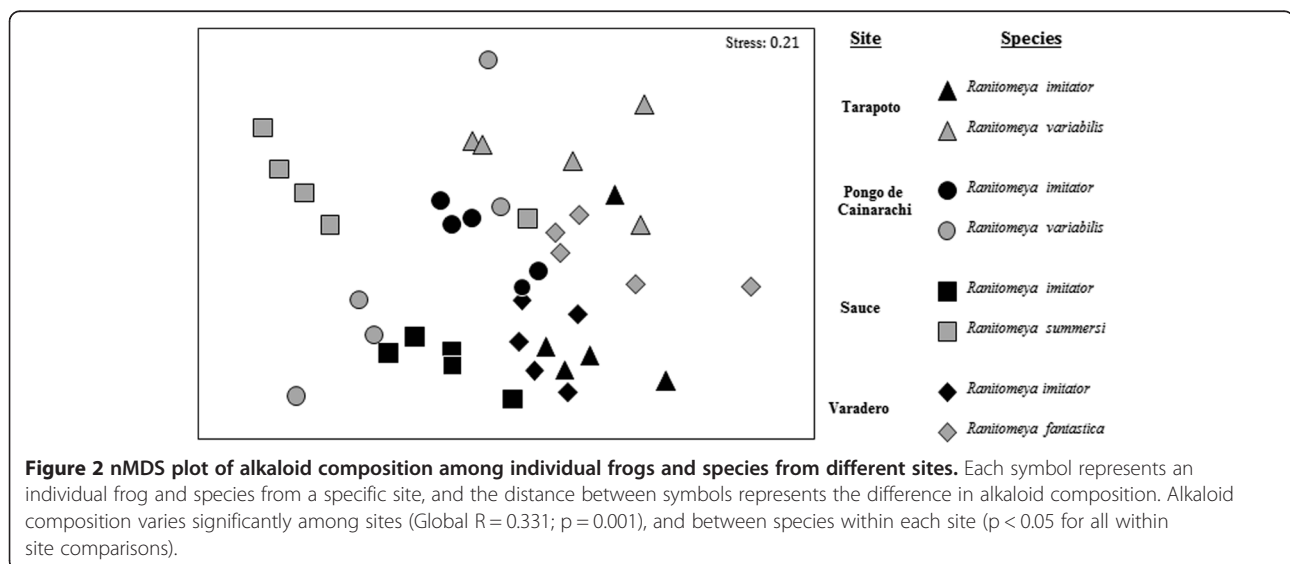 Stress: 0.21
Site Species
Tarapoto
Ranitomeya imitator
Ranitomeya variabilis
Pongo de
Cainarachi
Ranitomeya imitator
Ranitomeya variabilis
Sauce
Ranitomeya imitator
Ranitomeya summersi
Varadero
Ranitomeya imitator
Ranitomeya fantastica
Figure 2 nMDS plot of alkaloid composition among individual frogs and species from different sites. Each symbol represents an
individual frog and species from a specific site, and the distance between symbols represents the difference in alkaloid composition. Alkaloid
composition varies significantly among sites (Global R = 0.331; p = 0.001), and between species within each site (p < 0.05 for all within
site comparisons).